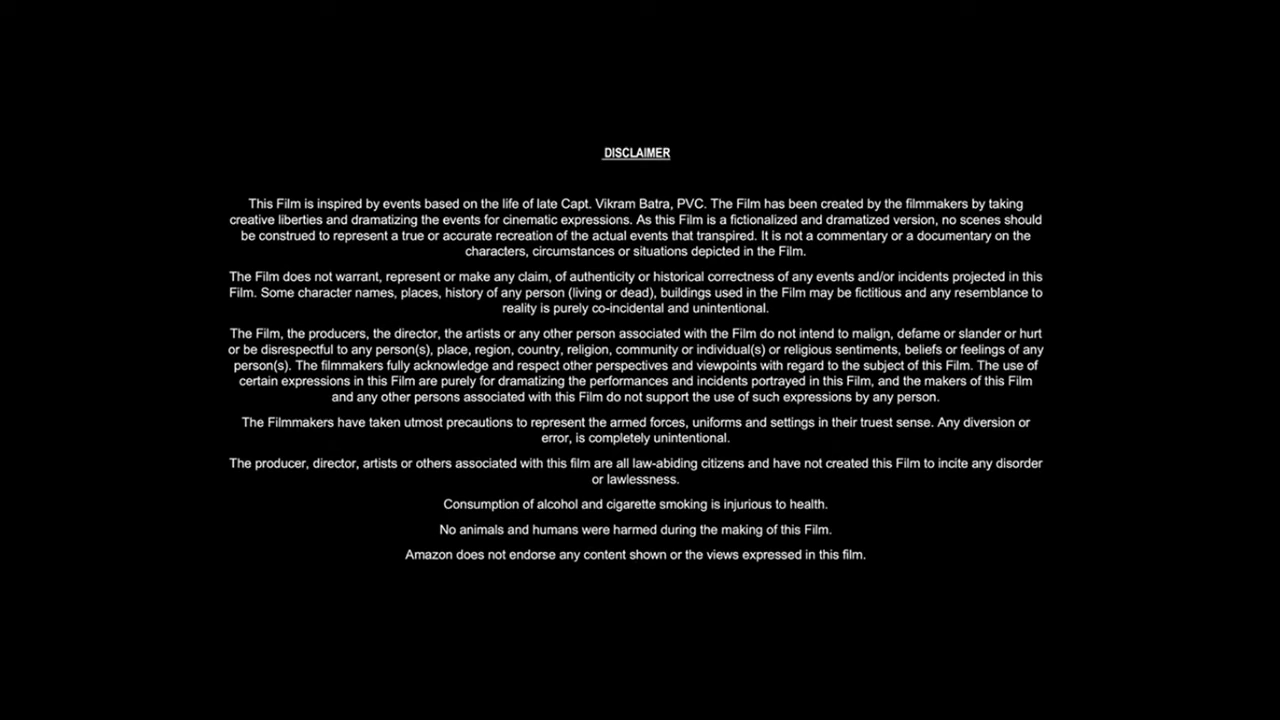 DISCLAIMER
This Film is inspired by events based on the life of late Capt. Vikram Batra, PVC. The Film has been created by the filmmakers by taking
creative liberties and dramatizing the events for cinematic expressions. As this Film is a fictionalized and dramatized version, no scenes should
be construed to represent a true or accurate recreation of the actual events that transpired. It is not a commentary or a documentary on the
characters, circumstances or situations depicted in the Film.
The Film does not warrant, represent or make any claim, of authenticity or historical correctness of any events and/or incidents projected in this
Film. Some character names, places, history of any person (living or dead), buildings used in the Film may be fictitious and any resemblance to
reality is purely co-incidental and unintentional.
The Film, the producers, the director, the artists or any other person associated with the Film do not intend to malign, defame or slander or hurt
or be disrespectful to any person(s), place, region, country, religion, community or individual(s) or religious sentiments, beliefs or feelings of any
person(s). The filmmakers fully acknowledge and respect other perspectives and viewpoints with regard to the subject of this Film. The use of
certain expressions in this Film are purely for dramatizing the performances and incidents portrayed in this Film, and the makers of this Film
and any other persons associated with this Film do not support the use of such expressions by any person.
The Filmmakers have taken utmost precautions to represent the armed forces, uniforms and settings in their truest sense. Any diversion or
error, is completely unintentional.
The producer, director, artists or others associated with this film are all law-abiding citizens and have not created this Film to incite any disorder
or lawlessness.
Consumption of alcohol and cigarette smoking is injurious to health.
No animals and humans were harmed during the making of this Film.
Amazon does not endorse any content shown or the views expressed in this film.